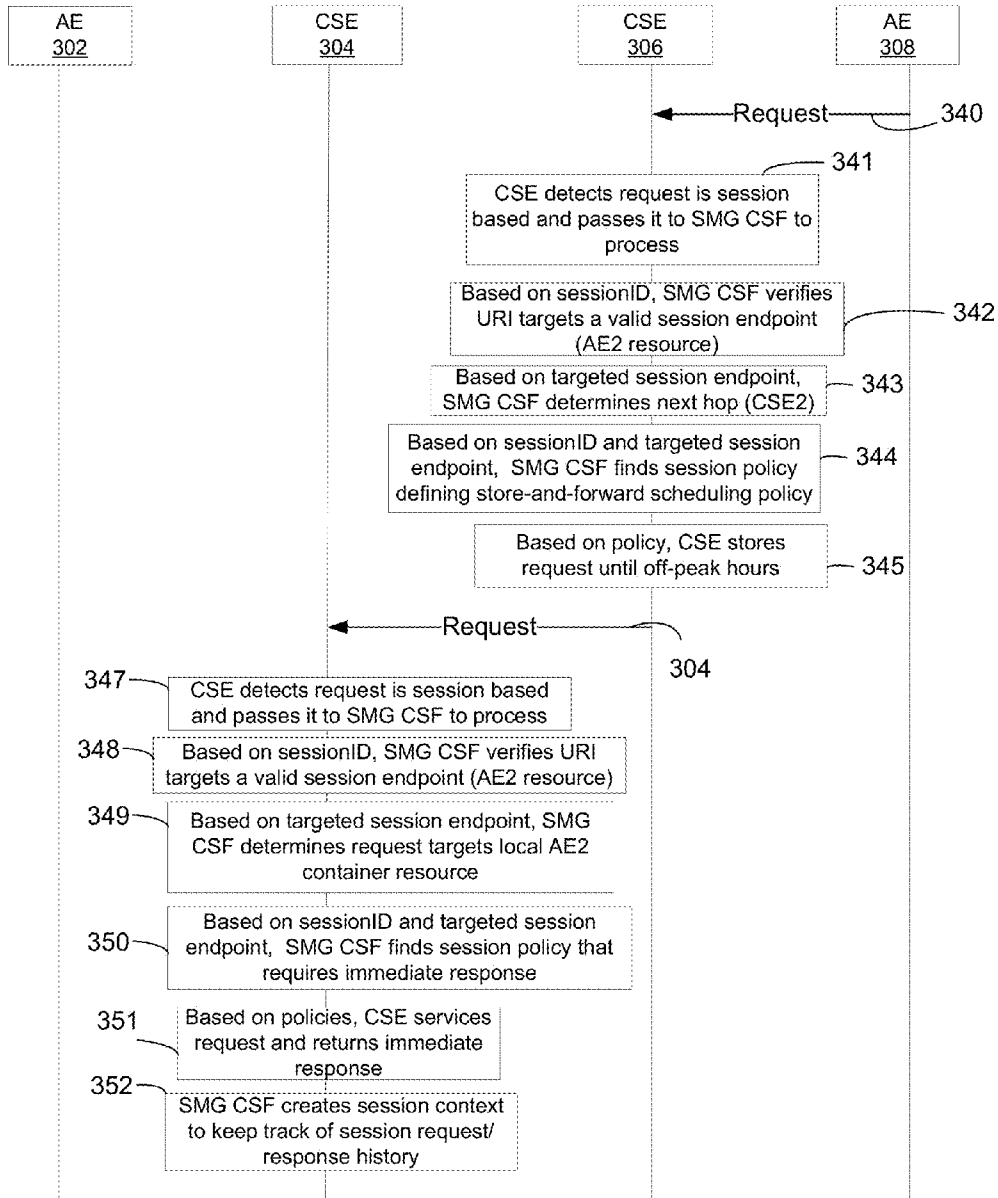 AE
302
CSE
304
CSE
306
AE
308
Request
340
341
CSE detects request is session
based and passes it to SMG CSF to
process
Based on sessionID, SMG CSF verifies
URI targets a valid session endpoint
(AE2 resource)
342
Based on targeted session endpoint,
SMG CSF determines next hop (CSE2)
343
Based on sessionID and targeted session
endpoint, SMG CSF finds session policy
defining store-and-forward scheduling policy
344
Based on policy, CSE stores
request until off-peak hours
345
Request
304
347
CSE detects request is session based
and passes it to SMG CSF to process
348
Based on sessionID, SMG CSF verifies URI
targets a valid session endpoint (AE2 resource)
349
Based on targeted session endpoint, SMG
CSF determines request targets local AE2
container resource
350
Based on sessionID and targeted session
endpoint, SMG CSF finds session policy that
requires immediate response
351
Based on policies, CSE services
request and returns immediate
response
352
SMG CSF creates session context
to keep track of session request/
response history